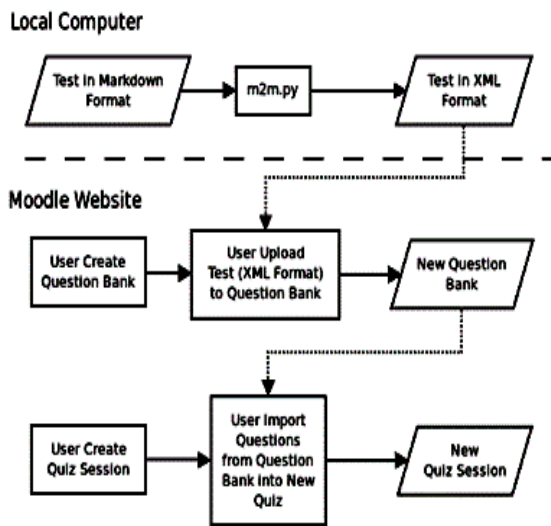 Local Computer
Test in Markdown
Format
m2m.py
Test in XML
Format
Moodle Website
User Create
Question Bank
User Upload
Test (XML Format)
to Question Bank
New Question
Bank
User Create
Quiz Session
User Import
Questions
from Question
Bank into New
Quiz
New
Quiz Session